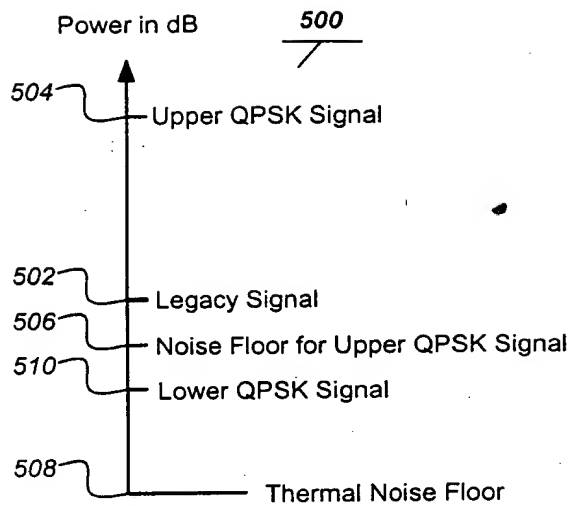 Power in dB
500
504
Upper QPSK Signal
502
Legacy Signal
506
Noise Floor for Upper QPSK Signal
510
Lower QPSK Signal
508
Thermal Noise Floor